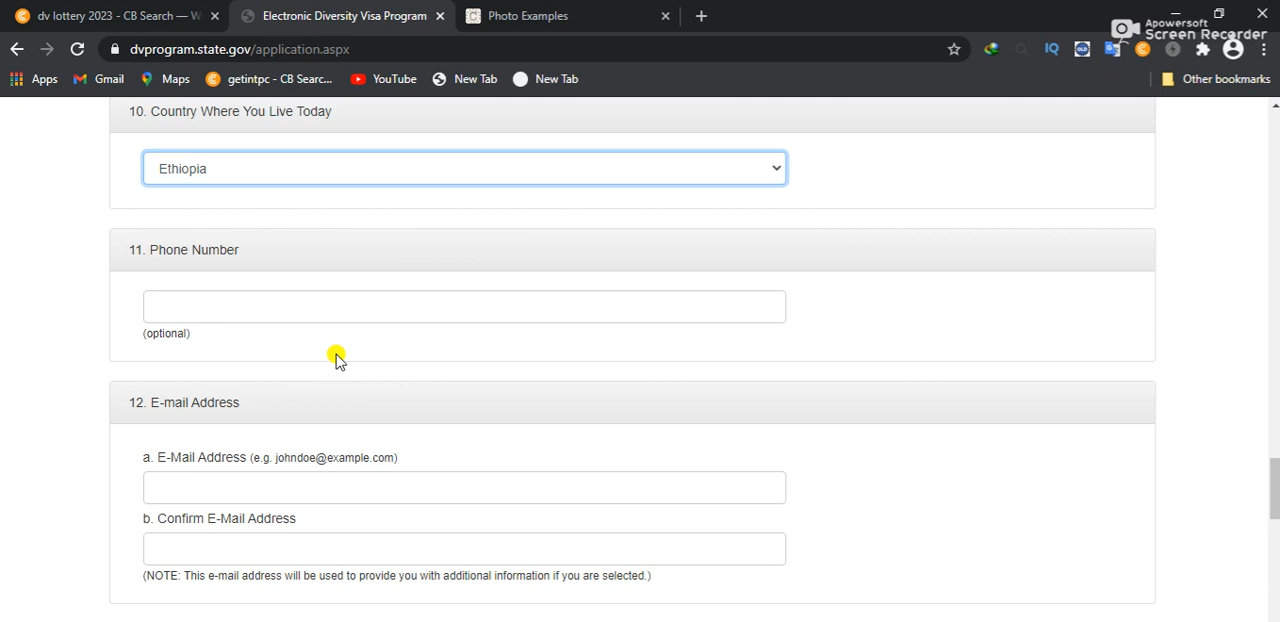 dv lottery 2023 - CB Search — W
Electronic Diversity Visa Program
Photo Examples
Apowersoft
Screen Recorder
dvprogram.state.gov/application.aspx
IQ
Apps
Gmail
Maps
getintpc - CB Searc...
YouTube
New Tab
New Tab
Other bookmarks
10. Country Where You Live Today
Ethiopia
11. Phone Number
(optional)
12. E-mail Address
a. E-Mail Address (e.g. johndoe@example.com)
b. Confirm E-Mail Address
(NOTE: This e-mail address will be used to provide you with additional information if you are selected.)